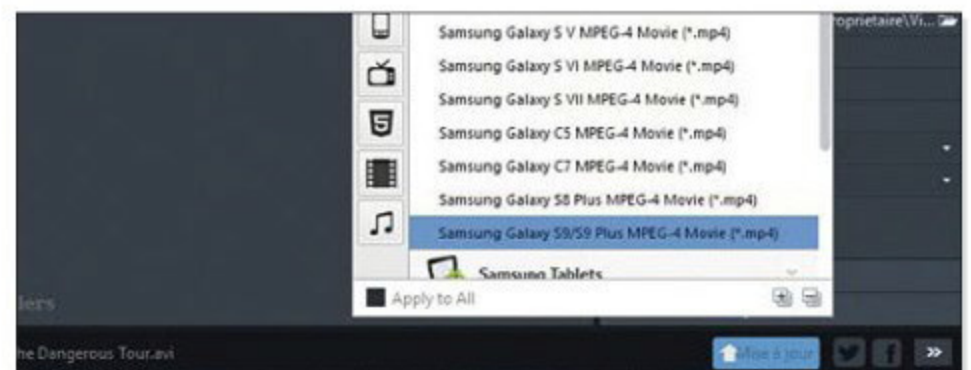 Samsung Galaxy S V MPEG-4 Movie (*.mp4)
oprietaire\Vi...
Samsung Galaxy S VI MPEG-4 Movie (*.mp4)
Samsung Galaxy S VII MPEG-4 Movie (*.mp4)
Samsung Galaxy C5 MPEG-4 Movie (*.mp4)
Samsung Galaxy C7 MPEG-4 Movie (*.mp4)
Samsung Galaxy S8 Plus MPEG-4 Movie (*.mp4)
Samsung Galaxy S9/S9 Plus MPEG-4 Movie (*.mp4)
Samsung Tablets
Apply to All
lers
he Dangerous Tour.avi
Mise à jour